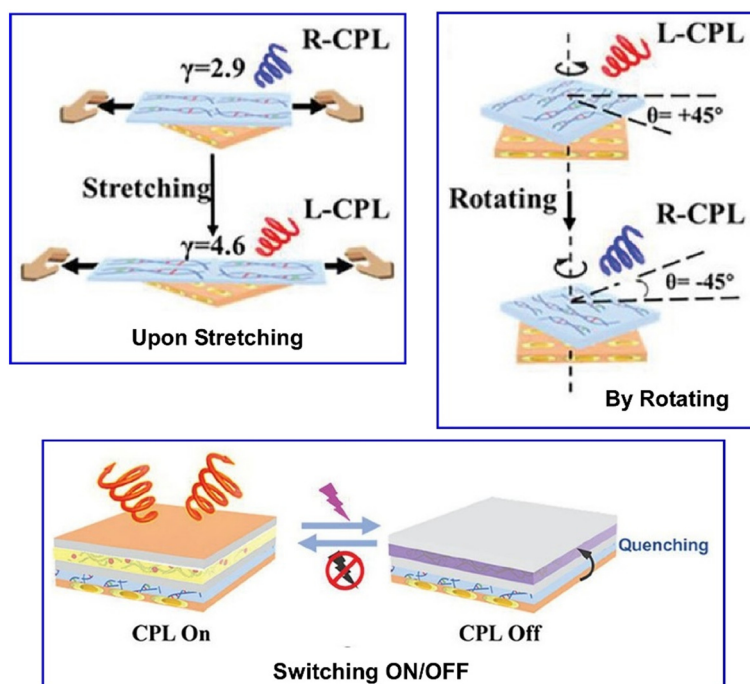 R-CPL
γ=2.9
Stretching
L-CPL
γ=4.6
Upon Stretching
L-CPL
θ= +45°
Rotating
R-CPL
θ= -45°
By Rotating
Quenching
CPL On
CPL Off
Switching ON/OFF